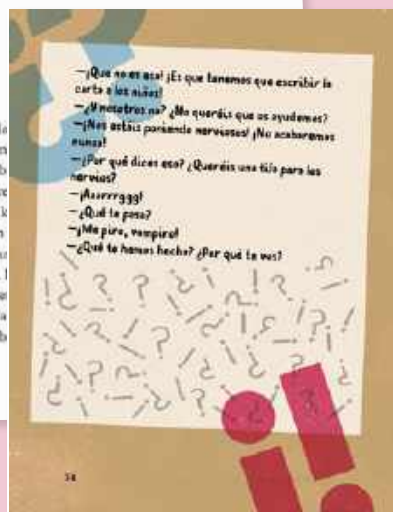 —¡Que no es eso! ¡Es que tenemos que escribir la
carta a los niños!
—¿Y nosotros no? ¿No queréis que os ayudemos?
—¡Nos estáis poniendo nerviosos! ¡No acabaremos
nunca!
—¿Por qué dices eso? ¿Queréis una tila para los
nervios?
—¡Aaarrrggg!
—¿Qué te pasa?
—¡Me piro, vampiro!
—¿Qué te hemos hecho? ¿Por qué te vas?
58